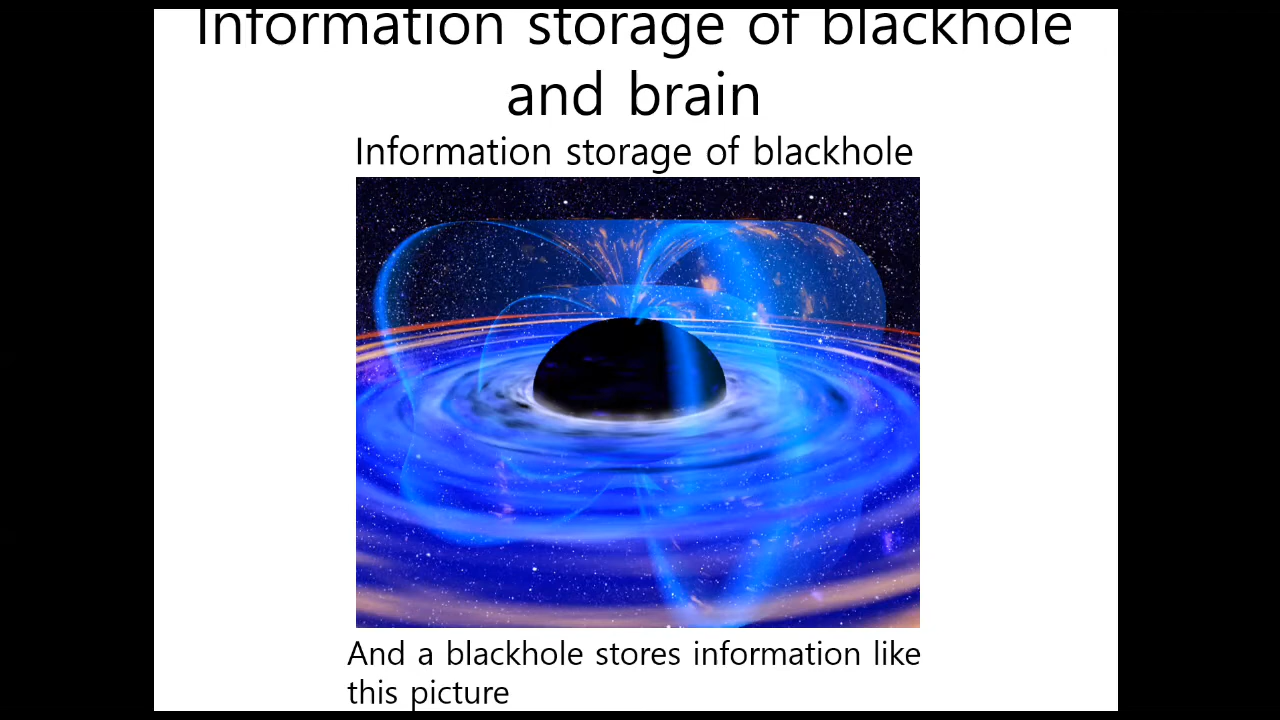 Information storage of blackhole
and brain
Information storage of blackhole
And a blackhole stores information like
this picture